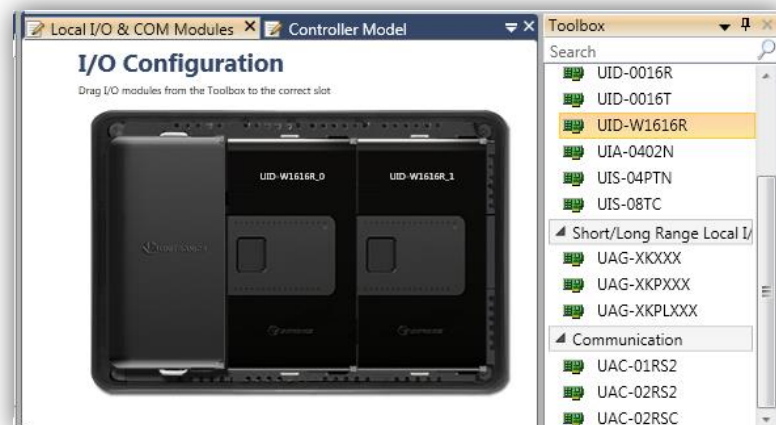 Local I/O & COM Modules
Controller Model
I/O Configuration
Drag I/O modules from the Toolbox to the correct slot
UID-W1616R_0
UID-W1616R_1
Toolbox
Search
UID-0016R
UID-0016T
UID-W1616R
UIA-0402N
UIS-04PTN
UIS-08TC
Short/Long Range Local I/
UAG-XKXXX
UAG-XKPXXX
UAG-XKPLXXX
Communication
UAC-01RS2
UAC-02RS2
UAC-02RSC